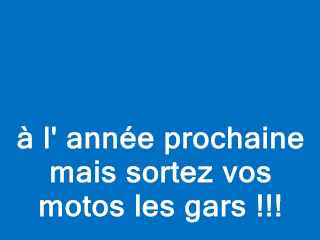 à l' année prochaine
mais sortez vos
motos les gars !!!